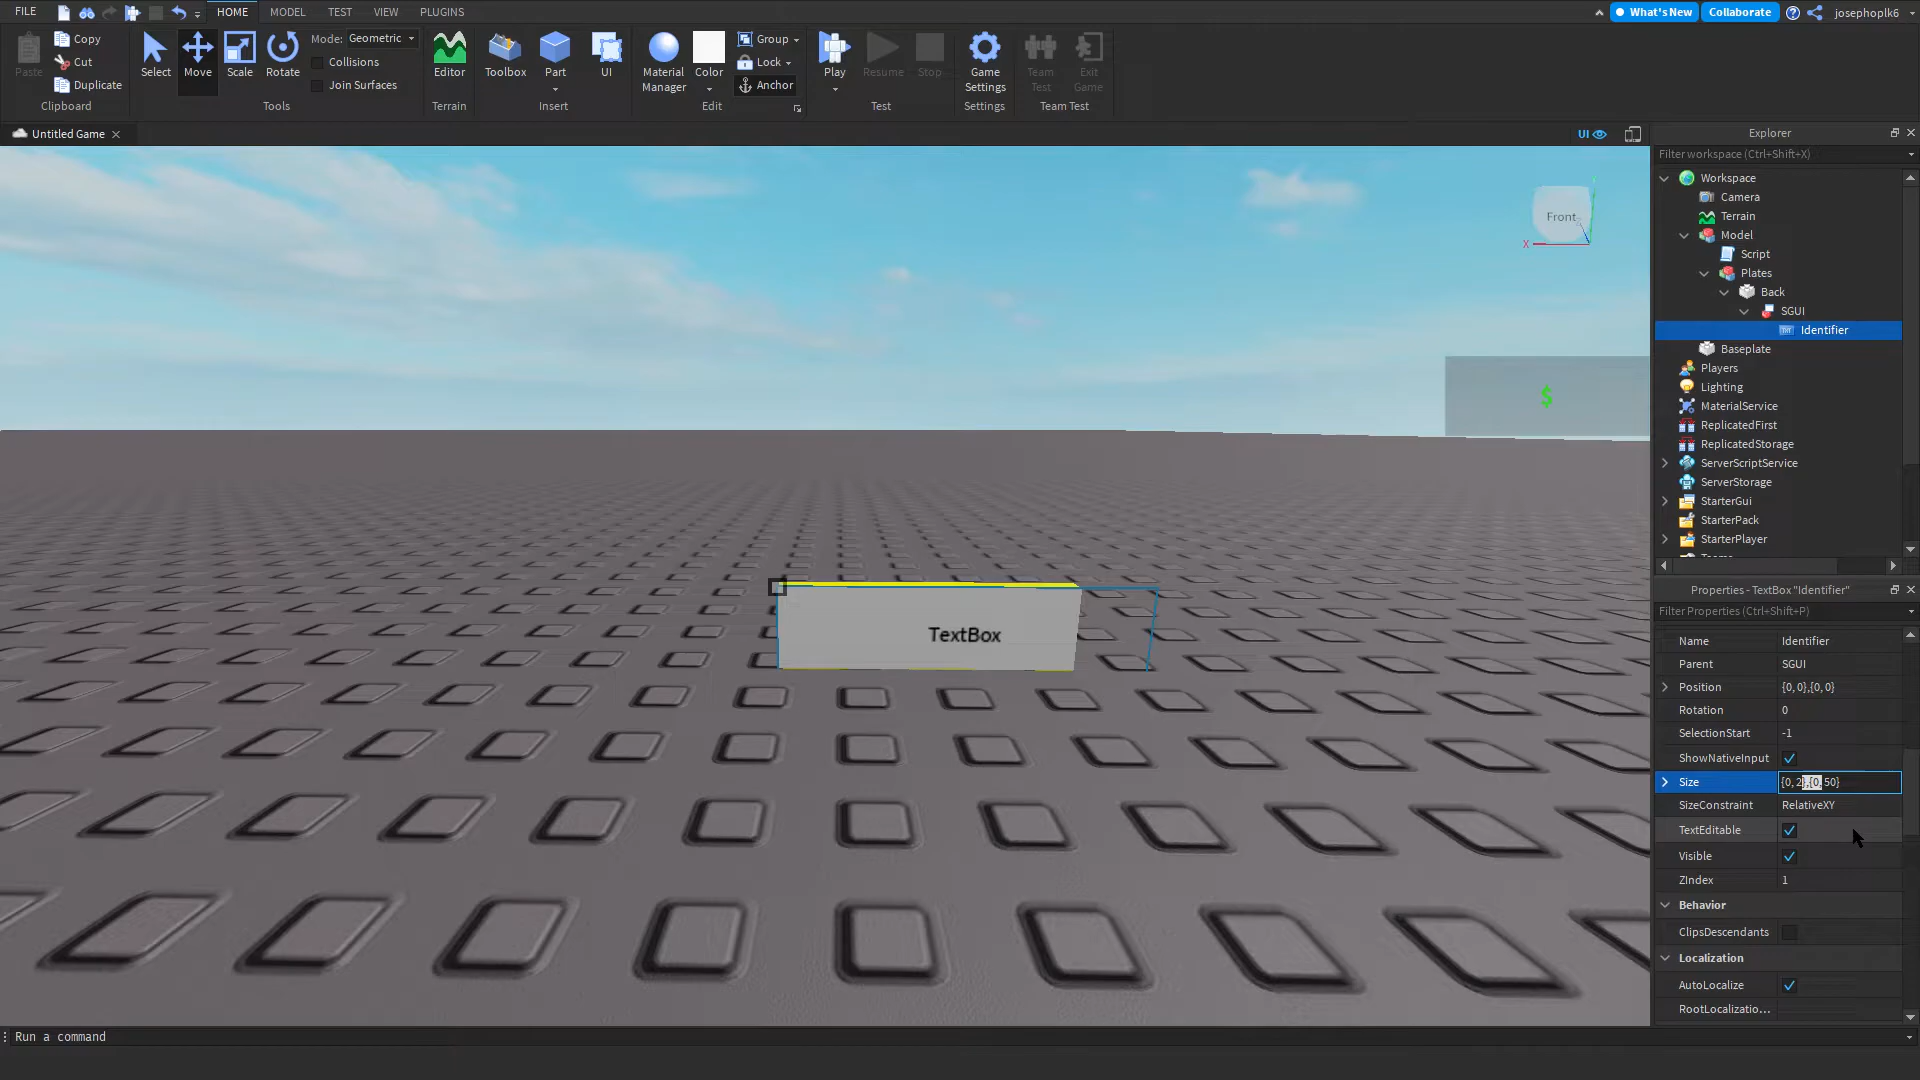 FILE HOME MODEL TEST VIEW PLUGINS What's New Collaborate josephoplk6
Paste Copy Cut Duplicate Clipboard
Select Move Scale Rotate Mode: Geometric Collisions Join Surfaces Tools
Editor Terrain
Toolbox Part UI Insert
Material Manager Color Group Lock Anchor Edit
Play Resume Stop Test
Game Settings Settings
Team Test Exit Game Team Test
Untitled Game
UI
Front
X
$
TextBox
Explorer
Filter workspace (Ctrl+Shift+X)
Workspace
Camera
Terrain
Model
Script
Plates
Back
SGUI
Identifier
Baseplate
Players
Lighting
MaterialService
ReplicatedFirst
ReplicatedStorage
ServerScriptService
ServerStorage
StarterGui
StarterPack
StarterPlayer
Properties - TextBox "Identifier"
Filter Properties (Ctrl+Shift+P)
Name Identifier
Parent SGUI
Position {0, 0},{0, 0}
Rotation 0
SelectionStart -1
ShowNativeInput
Size {0, 2},{0, 50}
SizeConstraint RelativeXY
TextEditable
Visible
ZIndex 1
Behavior
ClipsDescendants
Localization
AutoLocalize
RootLocalizatio...
Run a command